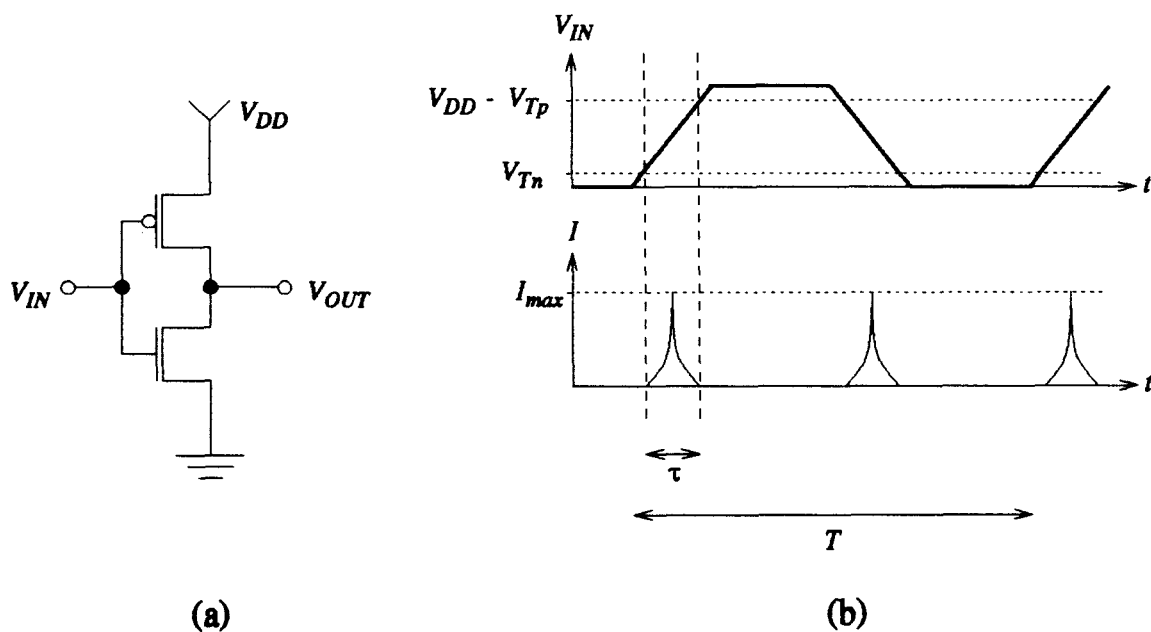 V_DD
V_IN
V_OUT
(a)
V_IN
V_DD - V_Tp
V_Tn
t
I
I_max
t
τ
T
(b)